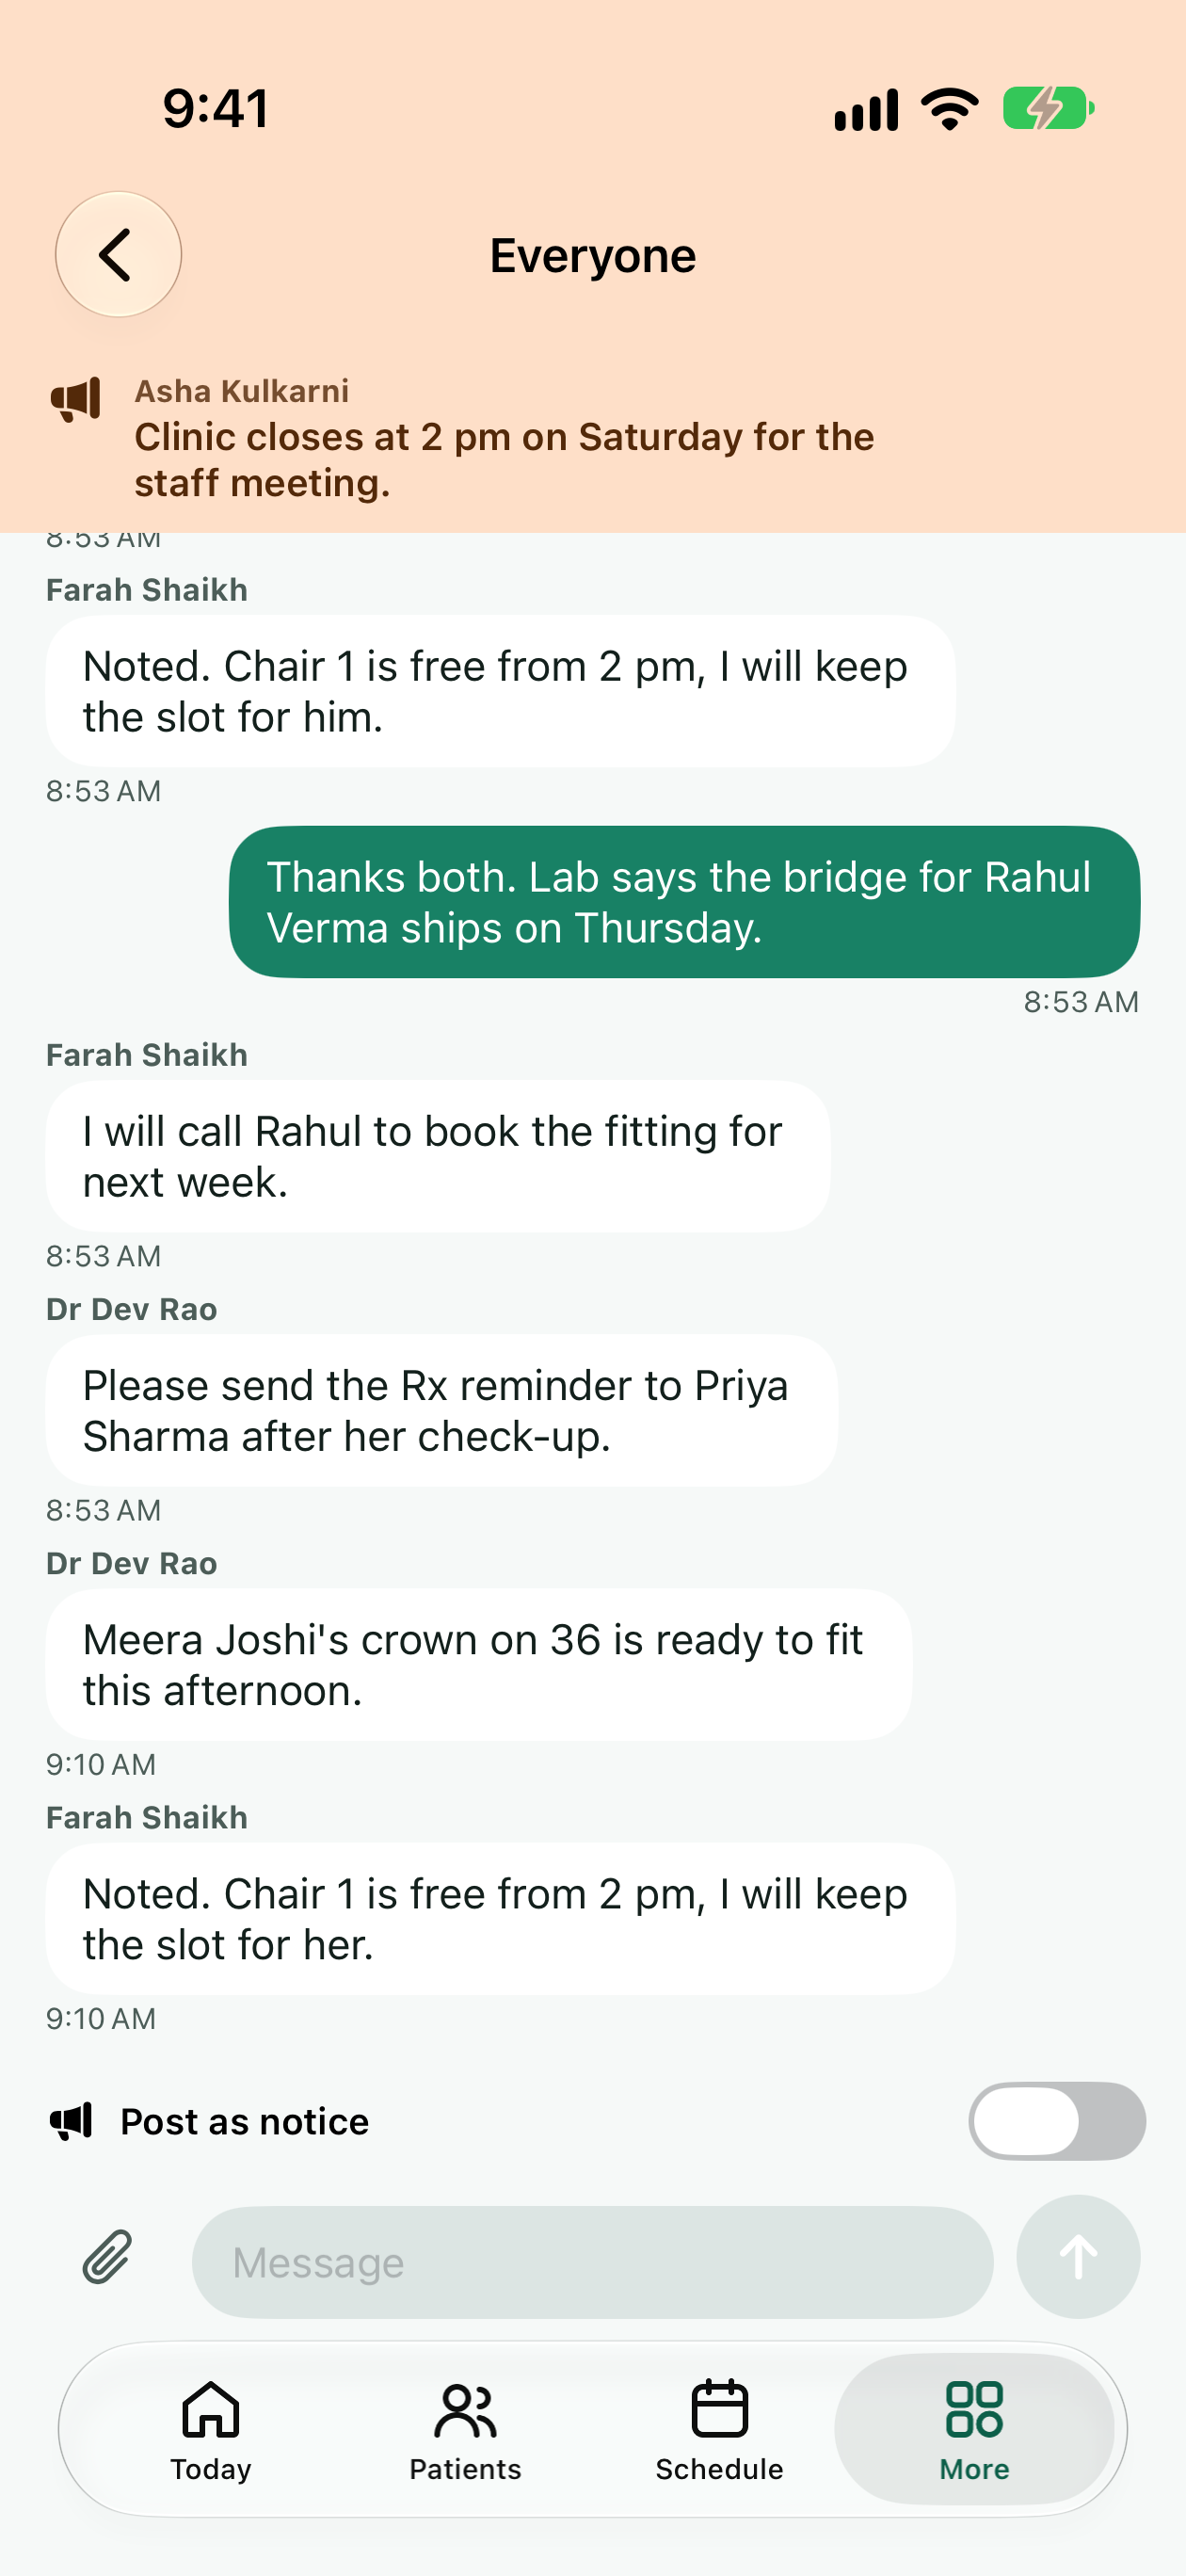 9:41
Everyone
Asha Kulkarni
Clinic closes at 2 pm on Saturday for the
staff meeting.
8:53 AM
Farah Shaikh
Noted. Chair 1 is free from 2 pm, I will keep
the slot for him.
8:53 AM
Thanks both. Lab says the bridge for Rahul
Verma ships on Thursday.
8:53 AM
Farah Shaikh
I will call Rahul to book the fitting for
next week.
8:53 AM
Dr Dev Rao
Please send the Rx reminder to Priya
Sharma after her check-up.
8:53 AM
Dr Dev Rao
Meera Joshi's crown on 36 is ready to fit
this afternoon.
9:10 AM
Farah Shaikh
Noted. Chair 1 is free from 2 pm, I will keep
the slot for her.
9:10 AM
Post as notice
Message
Today
Patients
Schedule
More